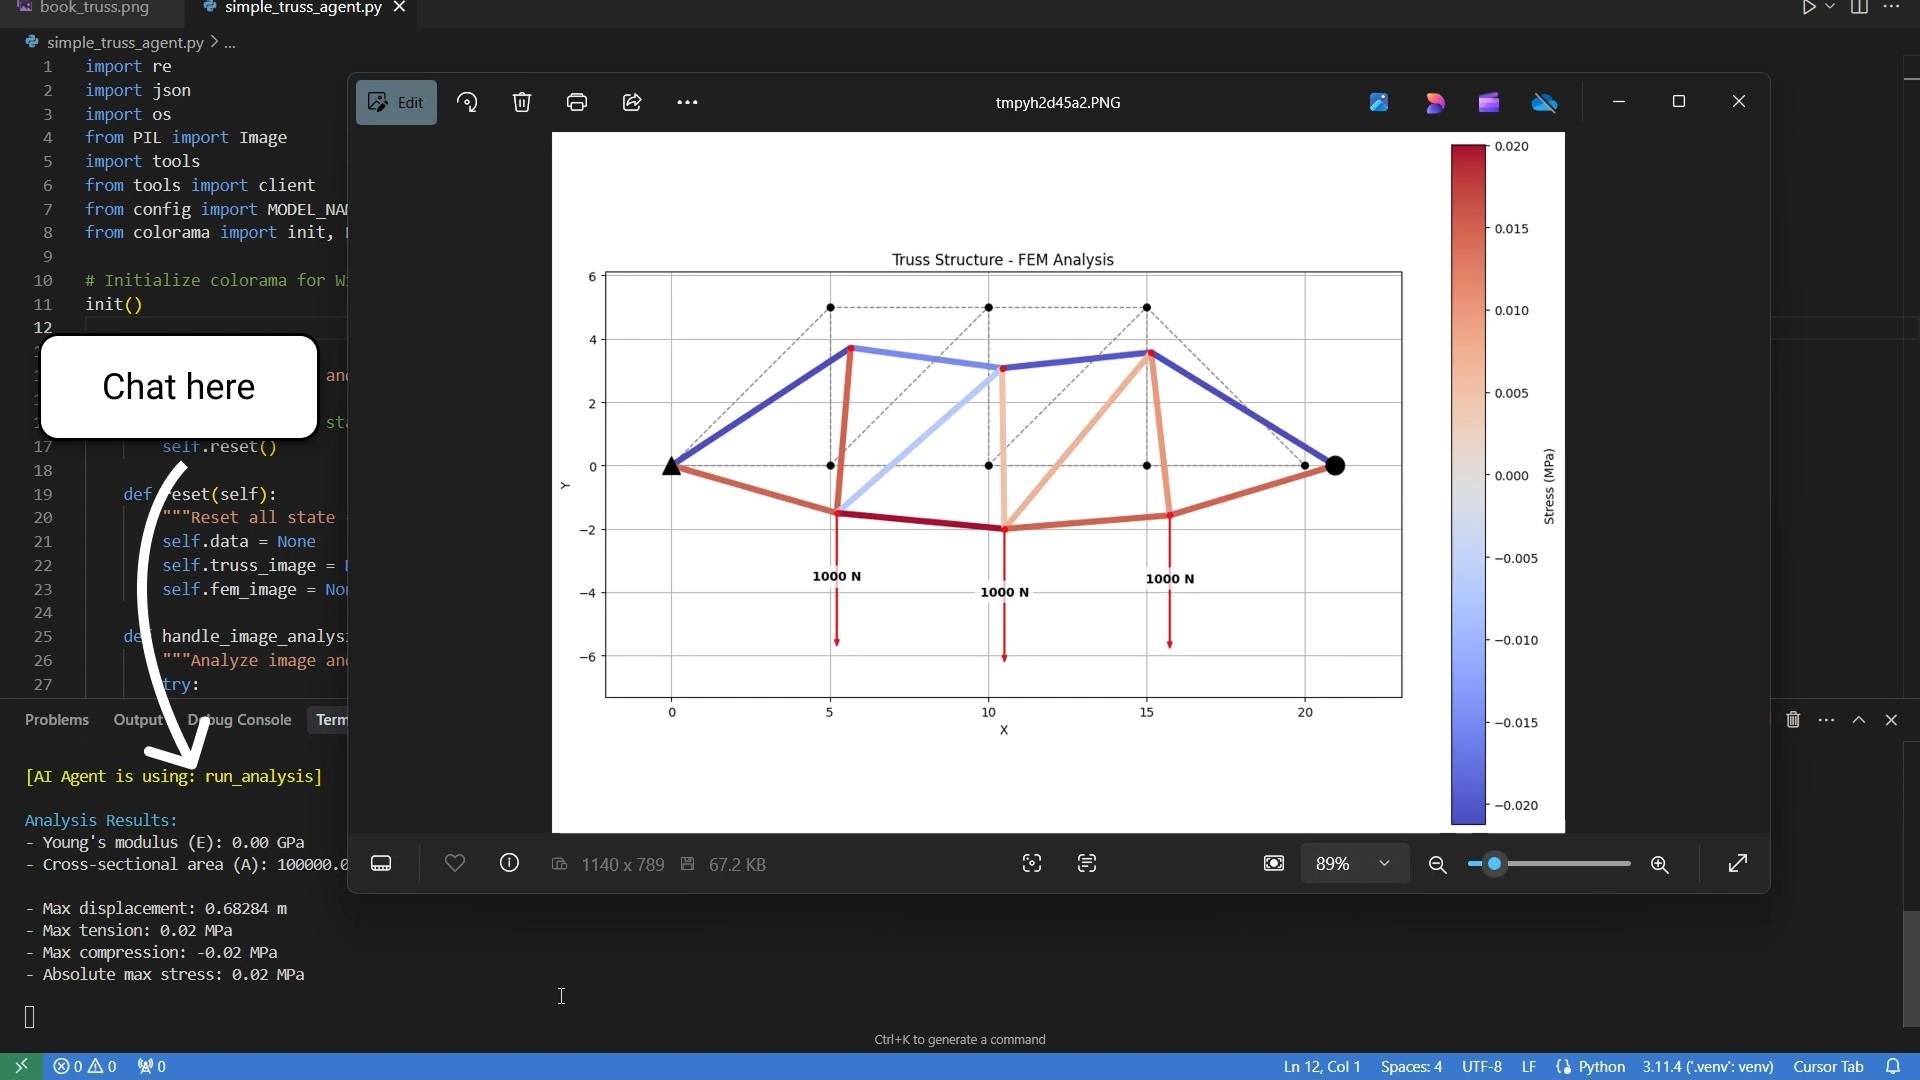 book_truss.png
simple_truss_agent.py
simple_truss_agent.py > ...
1 import re
2 import json
3 import os
4 from PIL import Image
5 import tools
6 from tools import client
7 from config import
8 from colorama import init,
9
10 # Initialize colorama for
11 init()
12
Chat here
17 self.reset()
18
19 def reset(self):
20 """Reset all state
21 self.data = None
22 self.truss_image =
23 self.fem_image =
24
25 def handle_image_analys
26 """Analyze image
27 try:
Edit
tmpyh2d45a2.PNG
Truss Structure - FEM Analysis
6
4
2
0
−2
−4
−6
Y
1000 N
1000 N
1000 N
0 5 10 15 20
X
0.020
0.015
0.010
0.005
0.000
−0.005
−0.010
−0.015
−0.020
Stress (MPa)
1140 x 789
67.2 KB
89%
Problems Output Debug Console
[AI Agent is using: run_analysis]
Analysis Results:
- Young's modulus (E): 0.00 GPa
- Cross-sectional area (A): 100000.0
- Max displacement: 0.68284 m
- Max tension: 0.02 MPa
- Max compression: -0.02 MPa
- Absolute max stress: 0.02 MPa
Ctrl+K to generate a command
0 0 0
Ln 12, Col 1 Spaces: 4 UTF-8 LF {} Python 3.11.4 ('.venv': venv) Cursor Tab